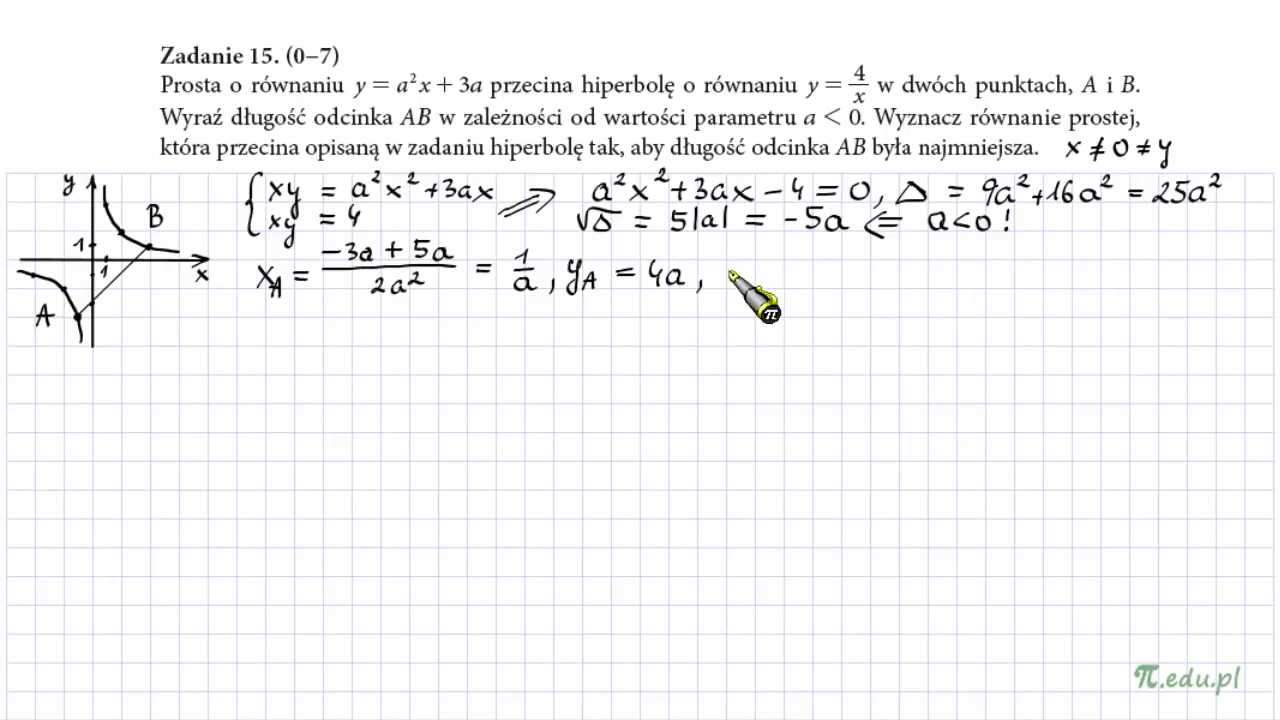 Zadanie 15. (0–7)
Prosta o równaniu y = a²x + 3a przecina hiperbolę o równaniu y = 4/x w dwóch punktach, A i B.
Wyraź długość odcinka AB w zależności od wartości parametru a < 0. Wyznacz równanie prostej,
która przecina opisaną w zadaniu hiperbolę tak, aby długość odcinka AB była najmniejsza. x ≠ 0 ≠ y
{ xy = a²x² + 3ax ⇒ a²x² + 3ax − 4 = 0, Δ = 9a² + 16a² = 25a²
xy = 4 √Δ = 5|a| = −5a ⇐ a < 0!
x_A = (−3a + 5a)/(2a²) = 1/a, y_A = 4a,
y
B
1
1
x
A
π
π.edu.pl